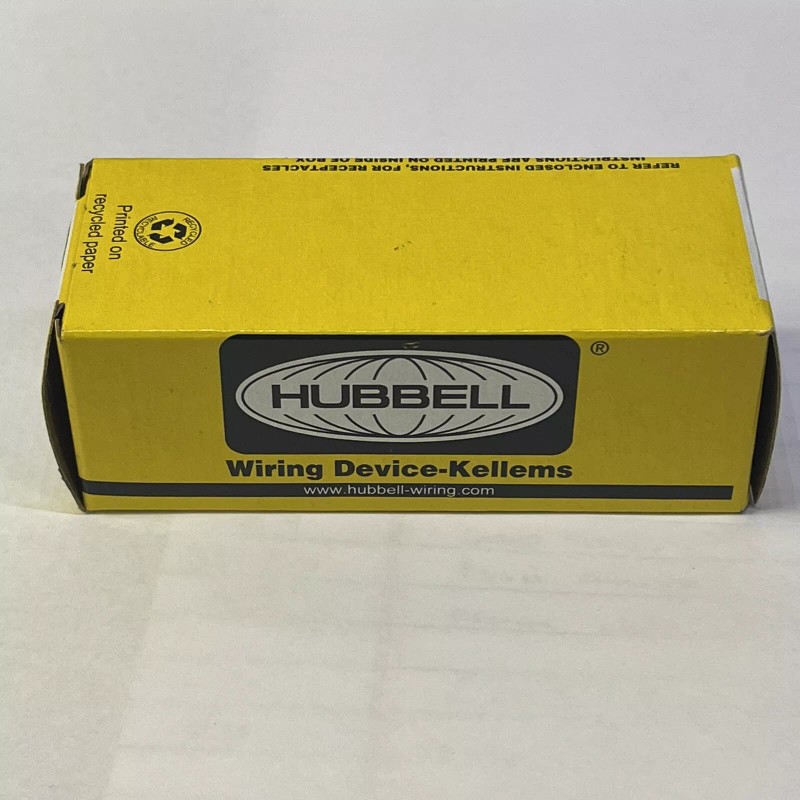 REFER TO ENCLOSED INSTRUCTIONS, FOR RECEPTACLES
INSTRUCTIONS ARE PRINTED ON INSIDE OF BOX
Printed on
recycled paper
RECYCLED
RECYCLABLE
HUBBELL
®
Wiring Device-Kellems
www.hubbell-wiring.com